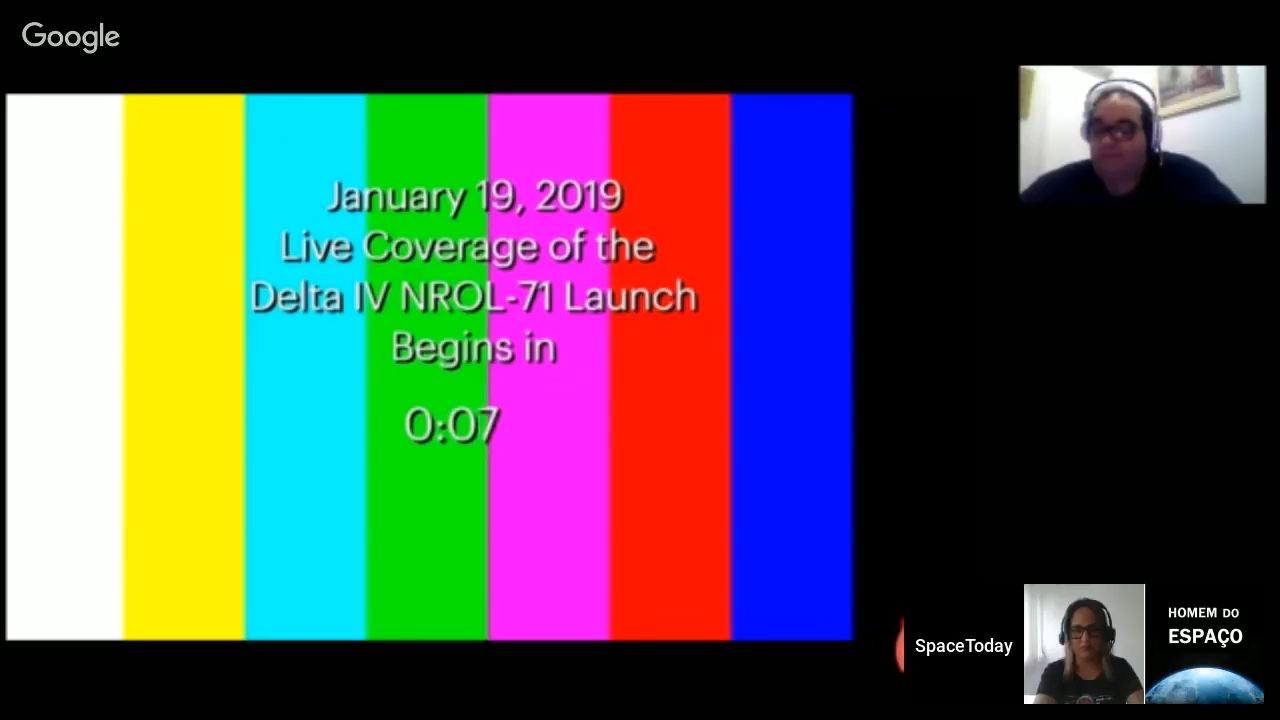 Google
January 19, 2019
Live Coverage of the
Delta IV NROL-71 Launch
Begins in
0:07
SpaceToday
HOMEM DO
ESPAÇO